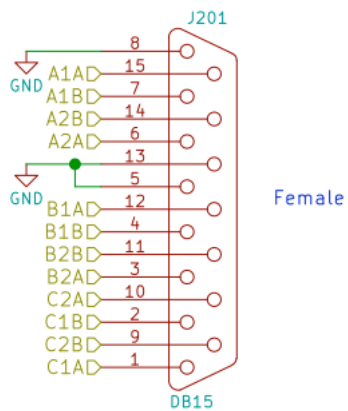 J201
8
GND
A1A 15
A1B 7
A2B 14
A2A 6
13
GND
5
B1A 12
Female
B1B 4
B2B 11
B2A 3
C2A 10
C1B 2
C2B 9
C1A 1
DB15